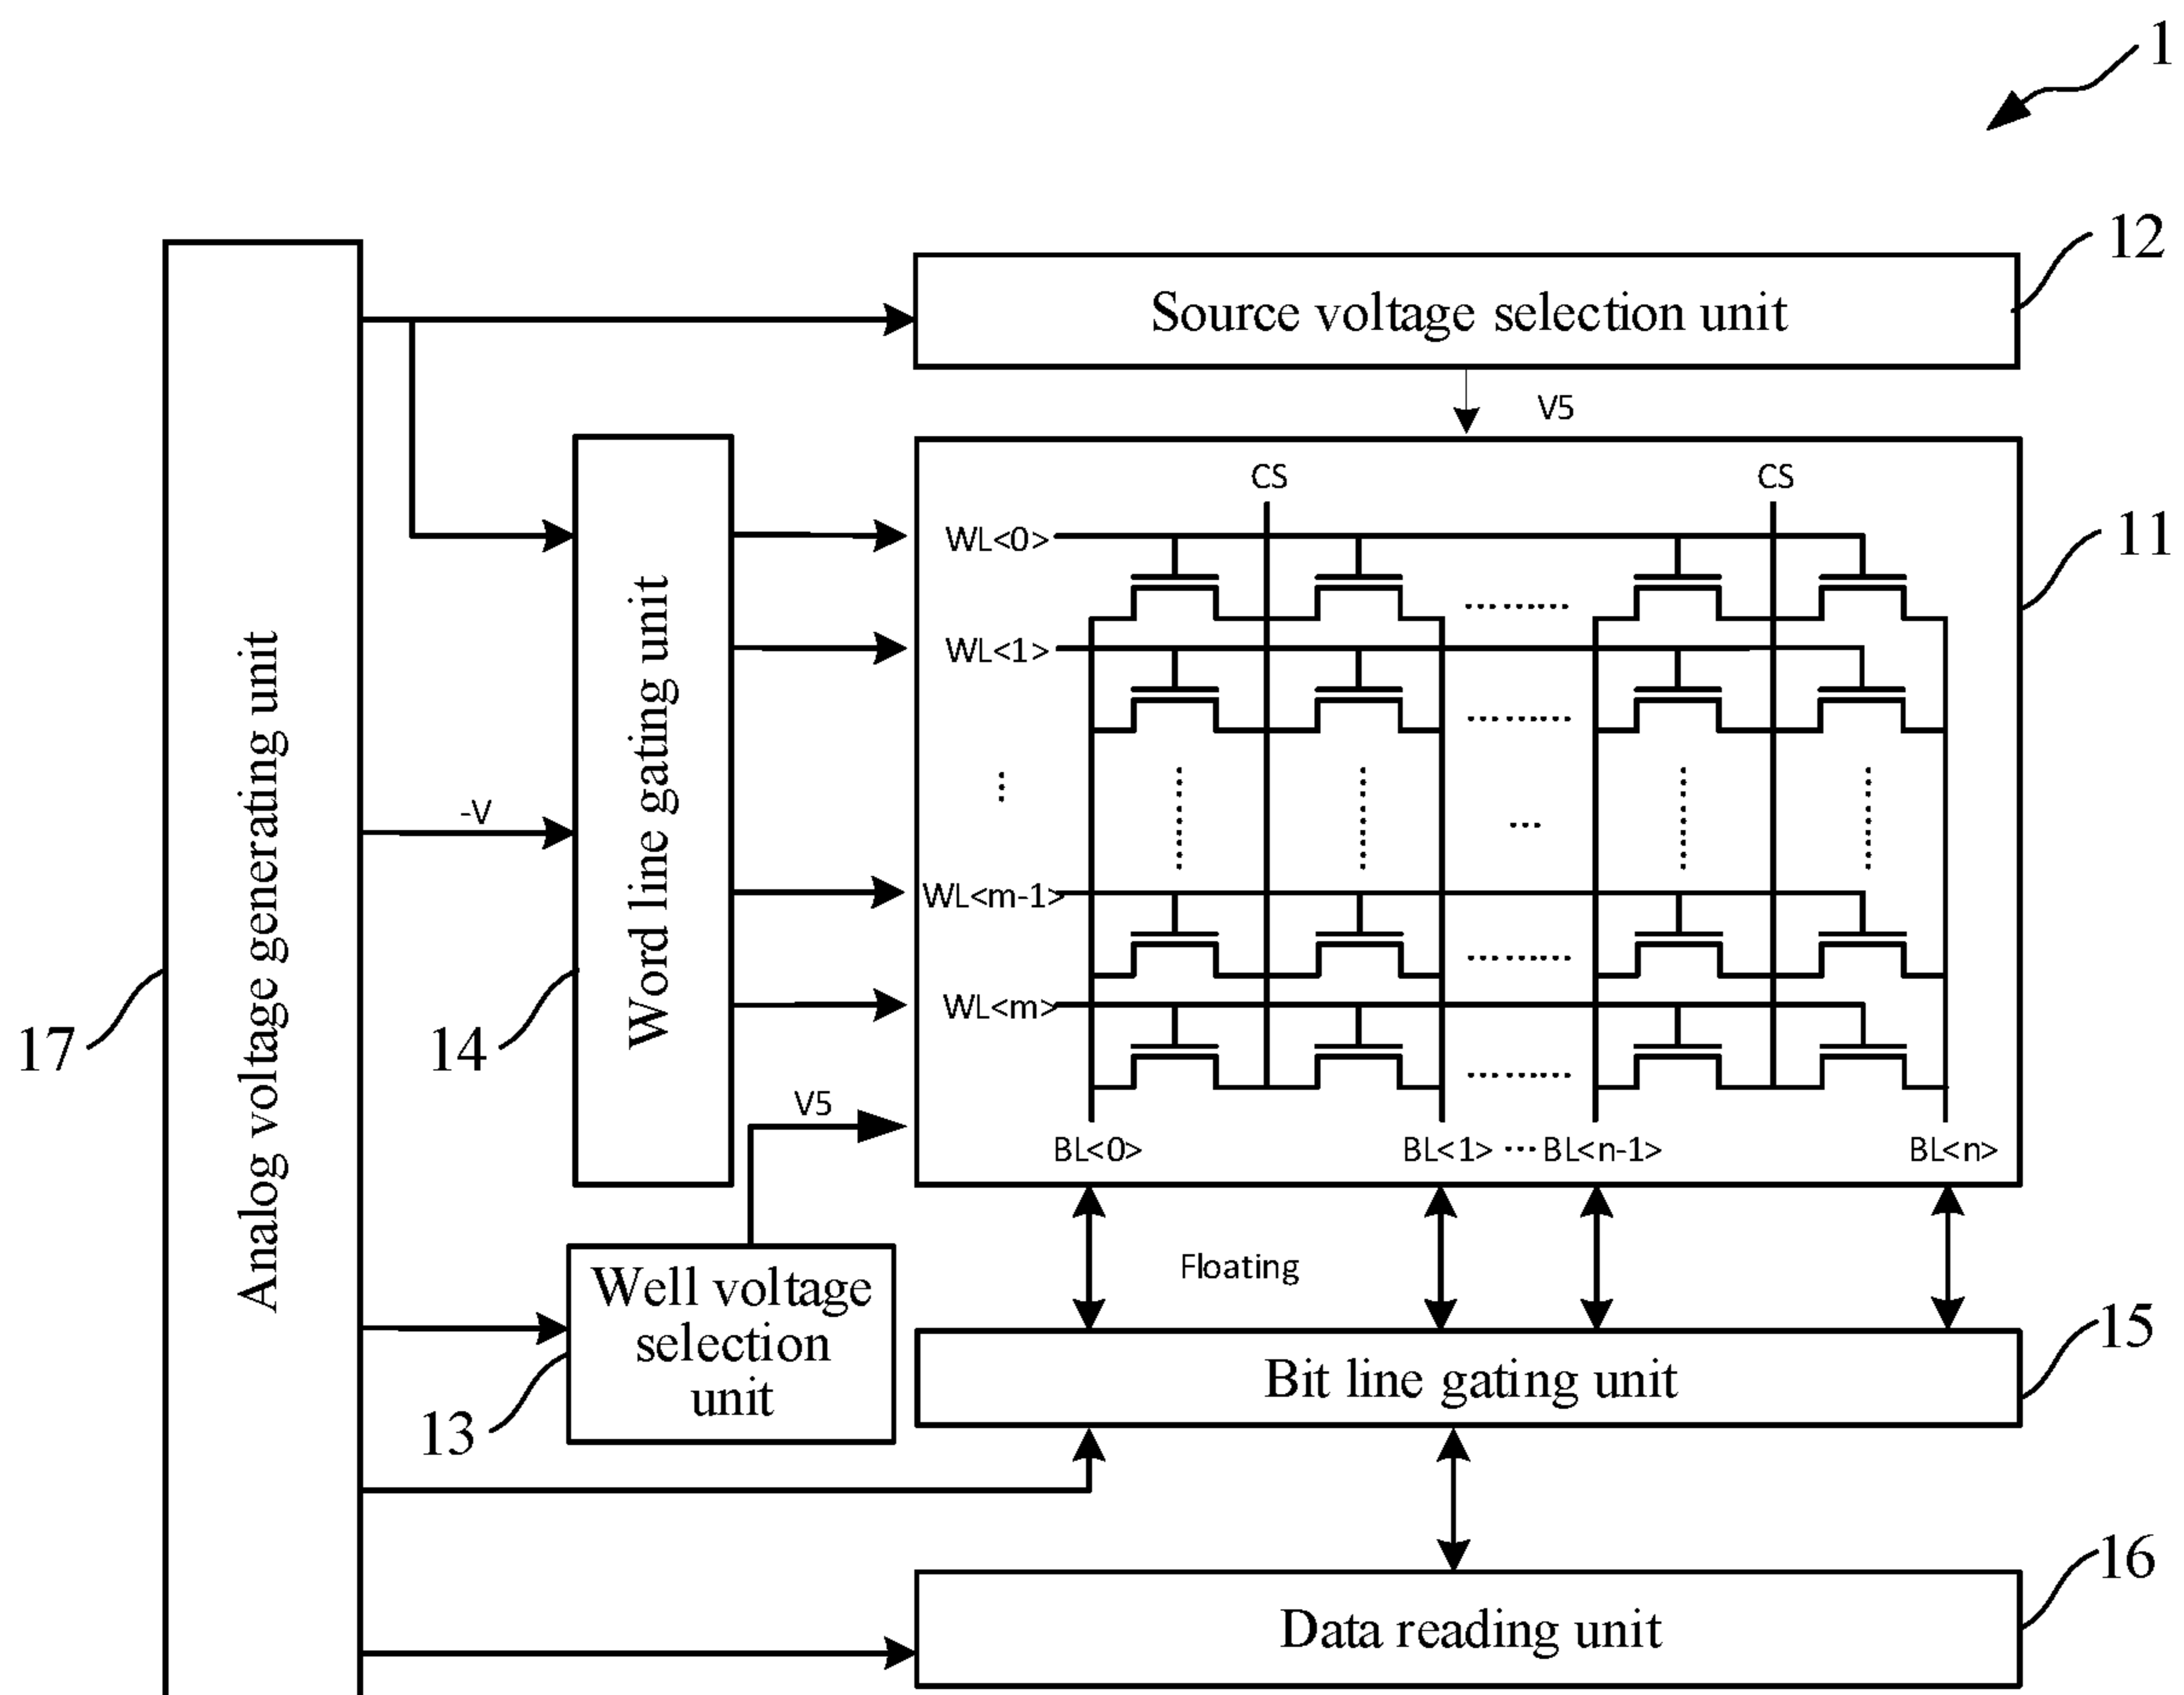 1
12
Source voltage selection unit
V5
11
CS CS
WL<0>
WL<1>
WL<m-1>
WL<m>
BL<0> BL<1> ··· BL<n-1> BL<n>
Analog voltage generating unit
17
Word line gating unit
14
-V
V5
Floating
Well voltage
selection
unit
13
Bit line gating unit
15
Data reading unit
16